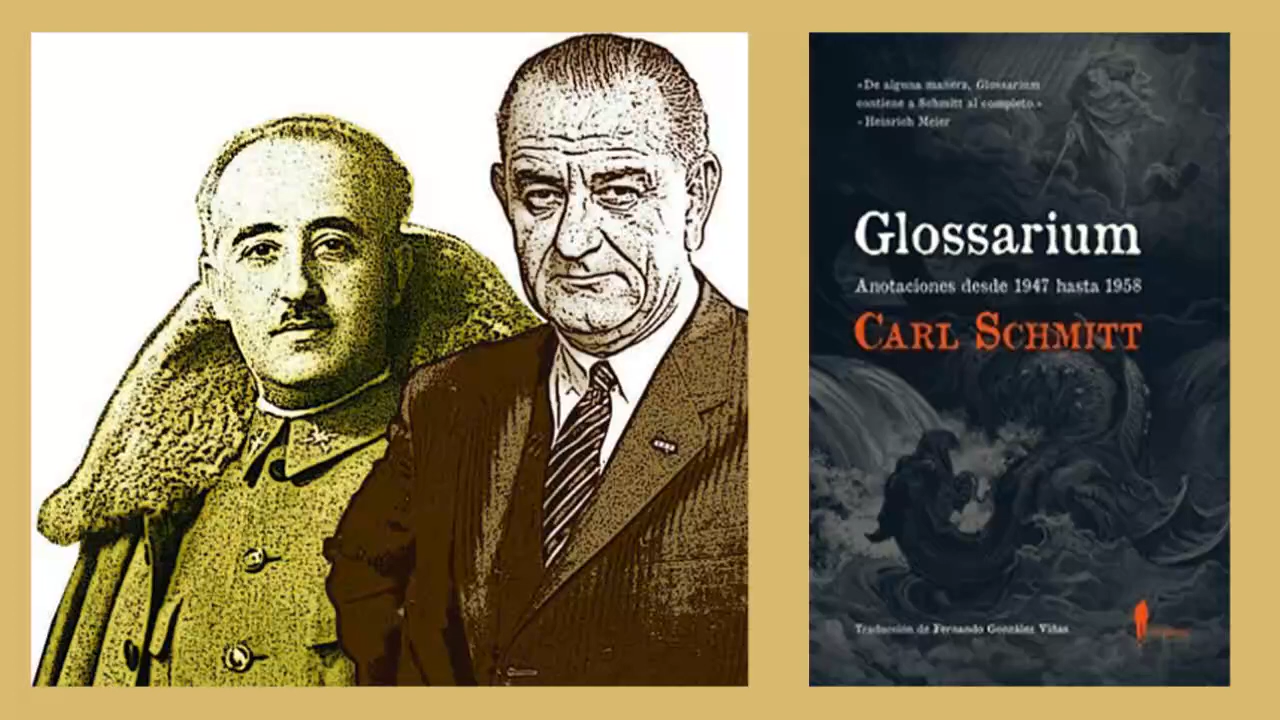 «De alguna manera, Glossarium
contiene a Schmitt al completo.»
- Heinrich Meier
Glossarium
Anotaciones desde 1947 hasta 1958
CARL SCHMITT
Traducción de Fernando González Viñas